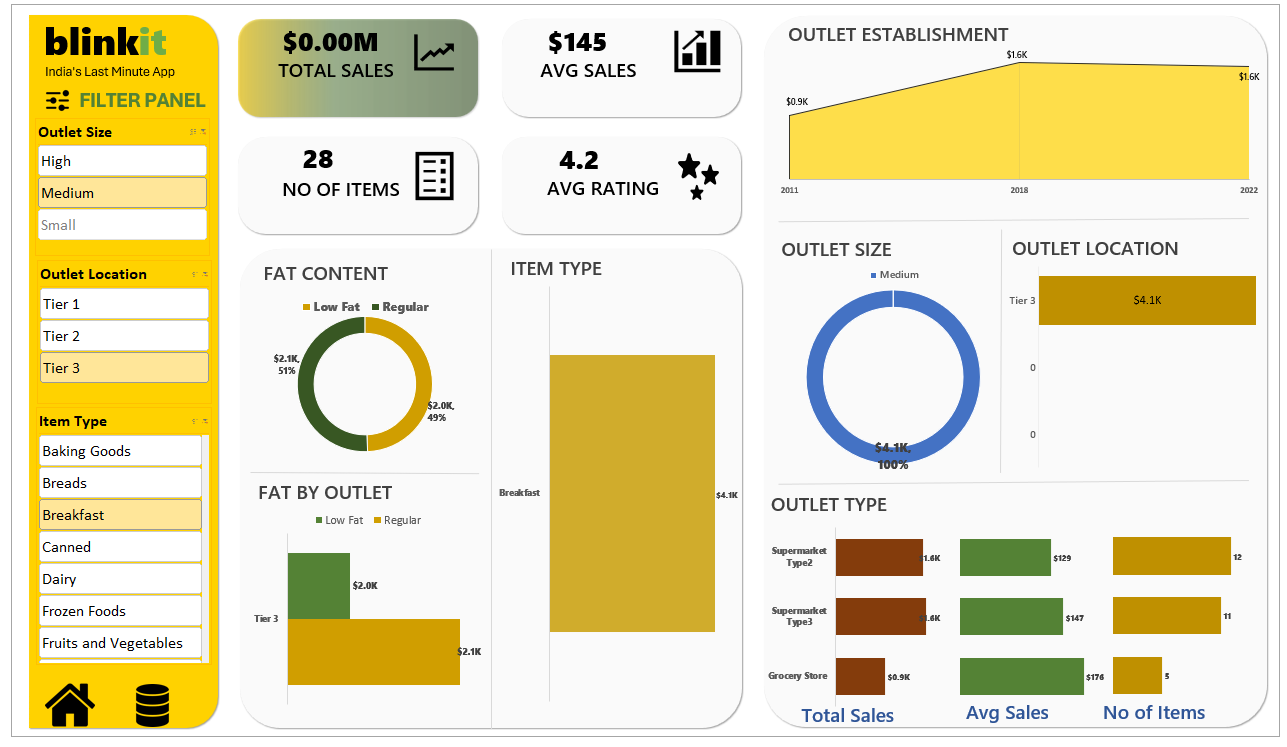 blinkit
India's Last Minute App
FILTER PANEL
Outlet Size
High
Medium
Small
Outlet Location
Tier 1
Tier 2
Tier 3
Item Type
Baking Goods
Breads
Breakfast
Canned
Dairy
Frozen Foods
Fruits and Vegetables
$0.00M
TOTAL SALES
$145
AVG SALES
28
NO OF ITEMS
4.2
AVG RATING
FAT CONTENT
Low Fat Regular
$2.1K,
51%
$2.0K,
49%
FAT BY OUTLET
Low Fat Regular
Tier 3
$2.0K
$2.1K
ITEM TYPE
Breakfast
$4.1K
OUTLET ESTABLISHMENT
$0.9K
$1.6K
$1.6K
2011 2018 2022
OUTLET SIZE
Medium
$4.1K,
100%
OUTLET LOCATION
Tier 3
$4.1K
0
0
OUTLET TYPE
Supermarket
Type2
$1.6K $129 12
Supermarket
Type3
$1.6K $147 11
Grocery Store $0.9K $176 5
Total Sales Avg Sales No of Items